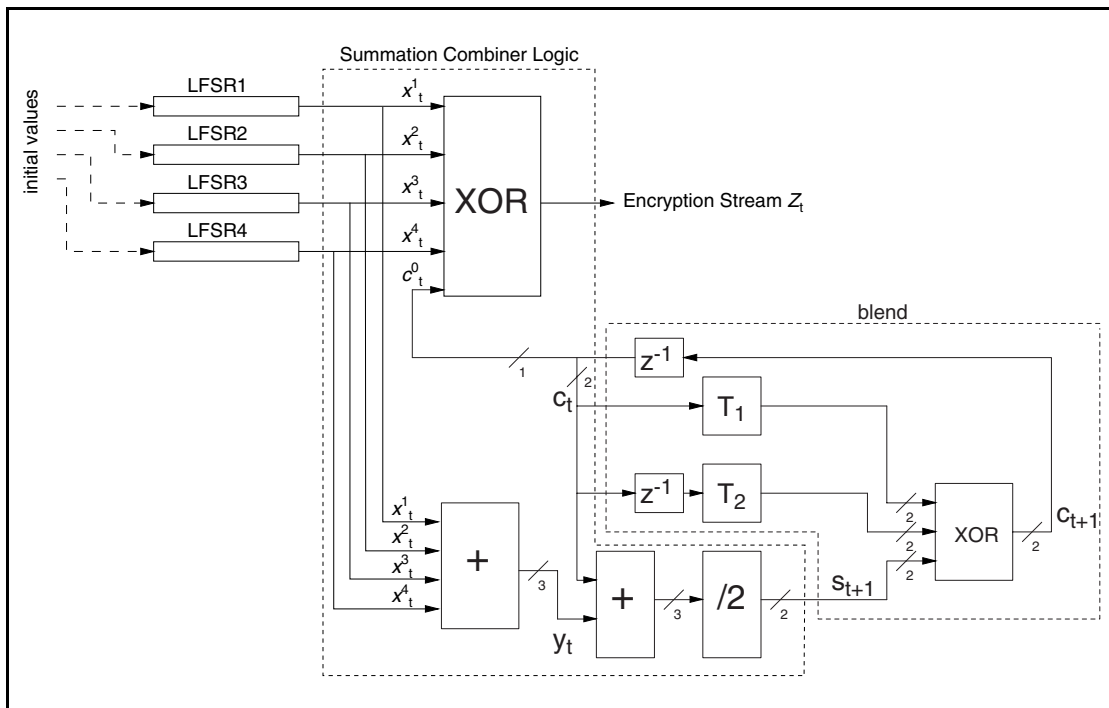 Summation Combiner Logic
initial values
LFSR1
LFSR2
LFSR3
LFSR4
x¹ₜ
x²ₜ
x³ₜ
x⁴ₜ
c⁰ₜ
XOR
Encryption Stream Zₜ
blend
1
2
cₜ
z⁻¹
T₁
z⁻¹
T₂
2
2
2
XOR
2
cₜ₊₁
x¹ₜ
x²ₜ
x³ₜ
x⁴ₜ
+
3
yₜ
+
3
/2
2
sₜ₊₁